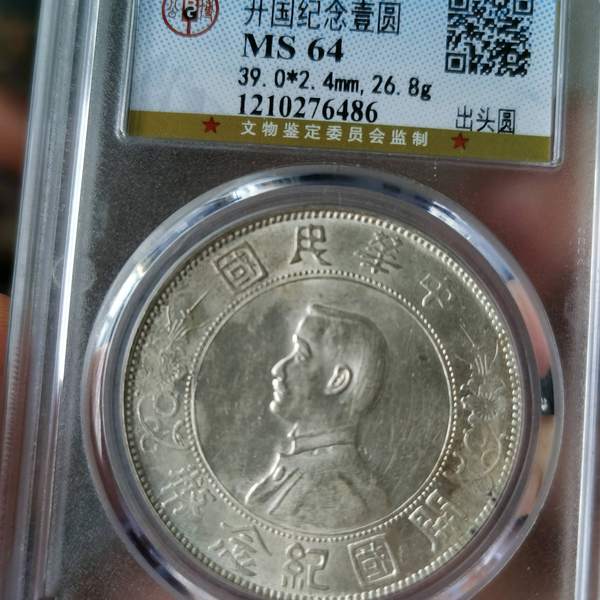 开国纪念壹圆
MS 64
39.0*2.4mm,26.8g
1210276486
出头圆
文物鉴定委员会监制
中華民國
開國紀念幣